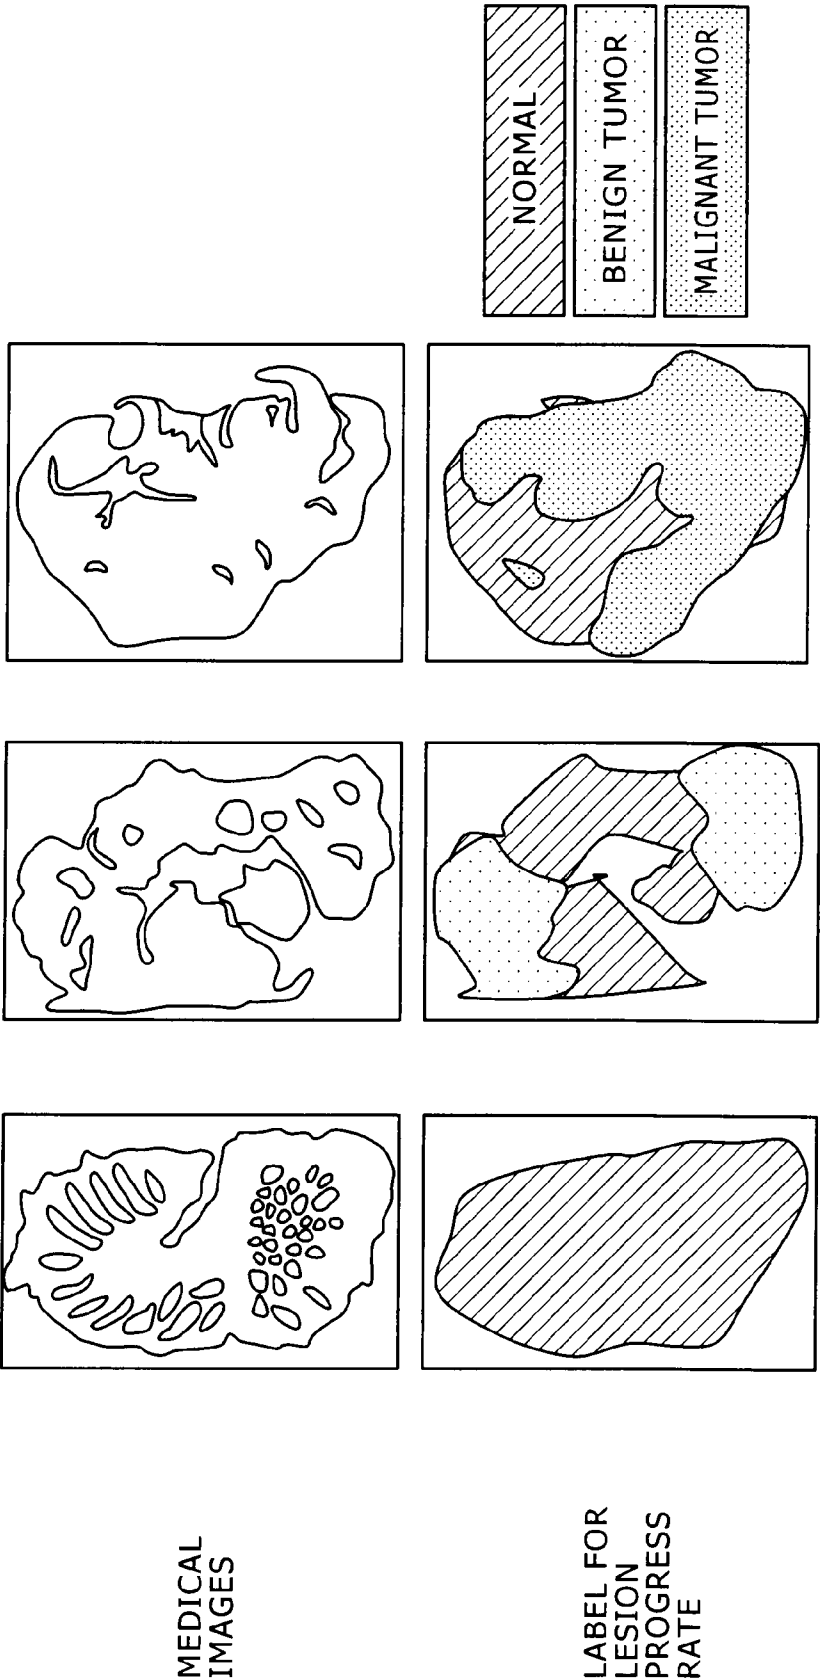 MEDICAL
IMAGES
LABEL FOR
LESION
PROGRESS
RATE
NORMAL
BENIGN TUMOR
MALIGNANT TUMOR